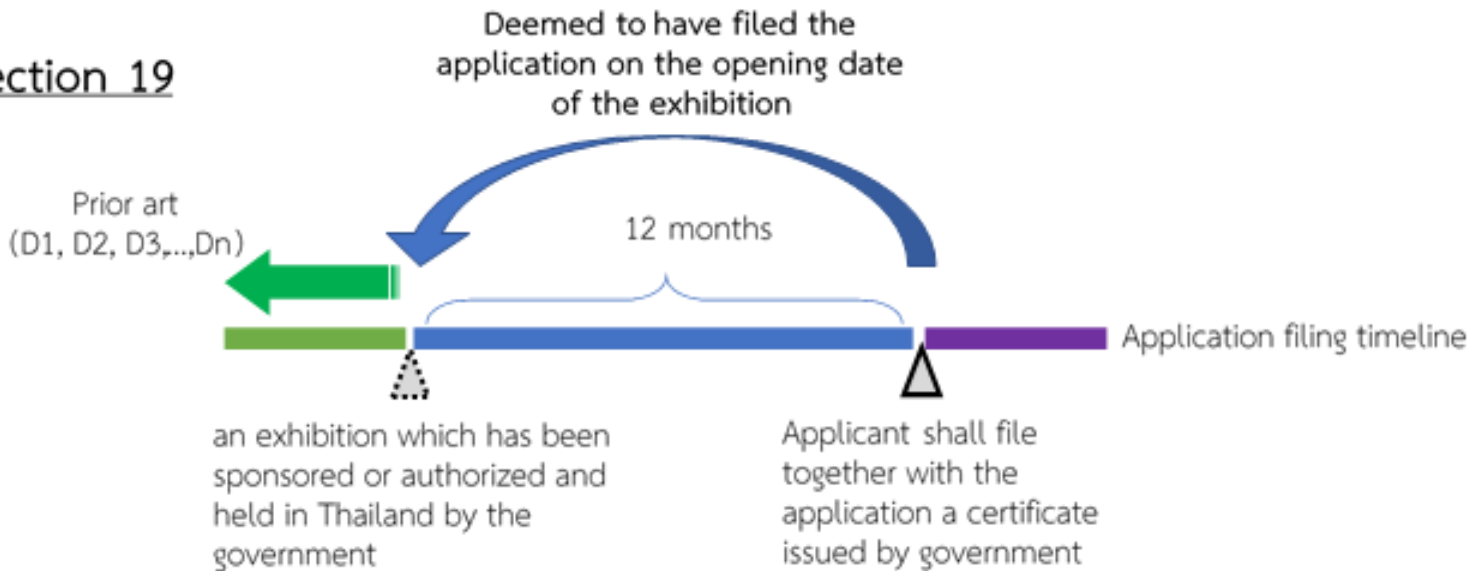 Deemed to have filed the
application on the opening date
of the exhibition
ection 19
Prior art
(D1, D2, D3,...,Dn)
12 months
Application filing timeline
an exhibition which has been
sponsored or authorized and
held in Thailand by the
government
Applicant shall file
together with the
application a certificate
issued by government